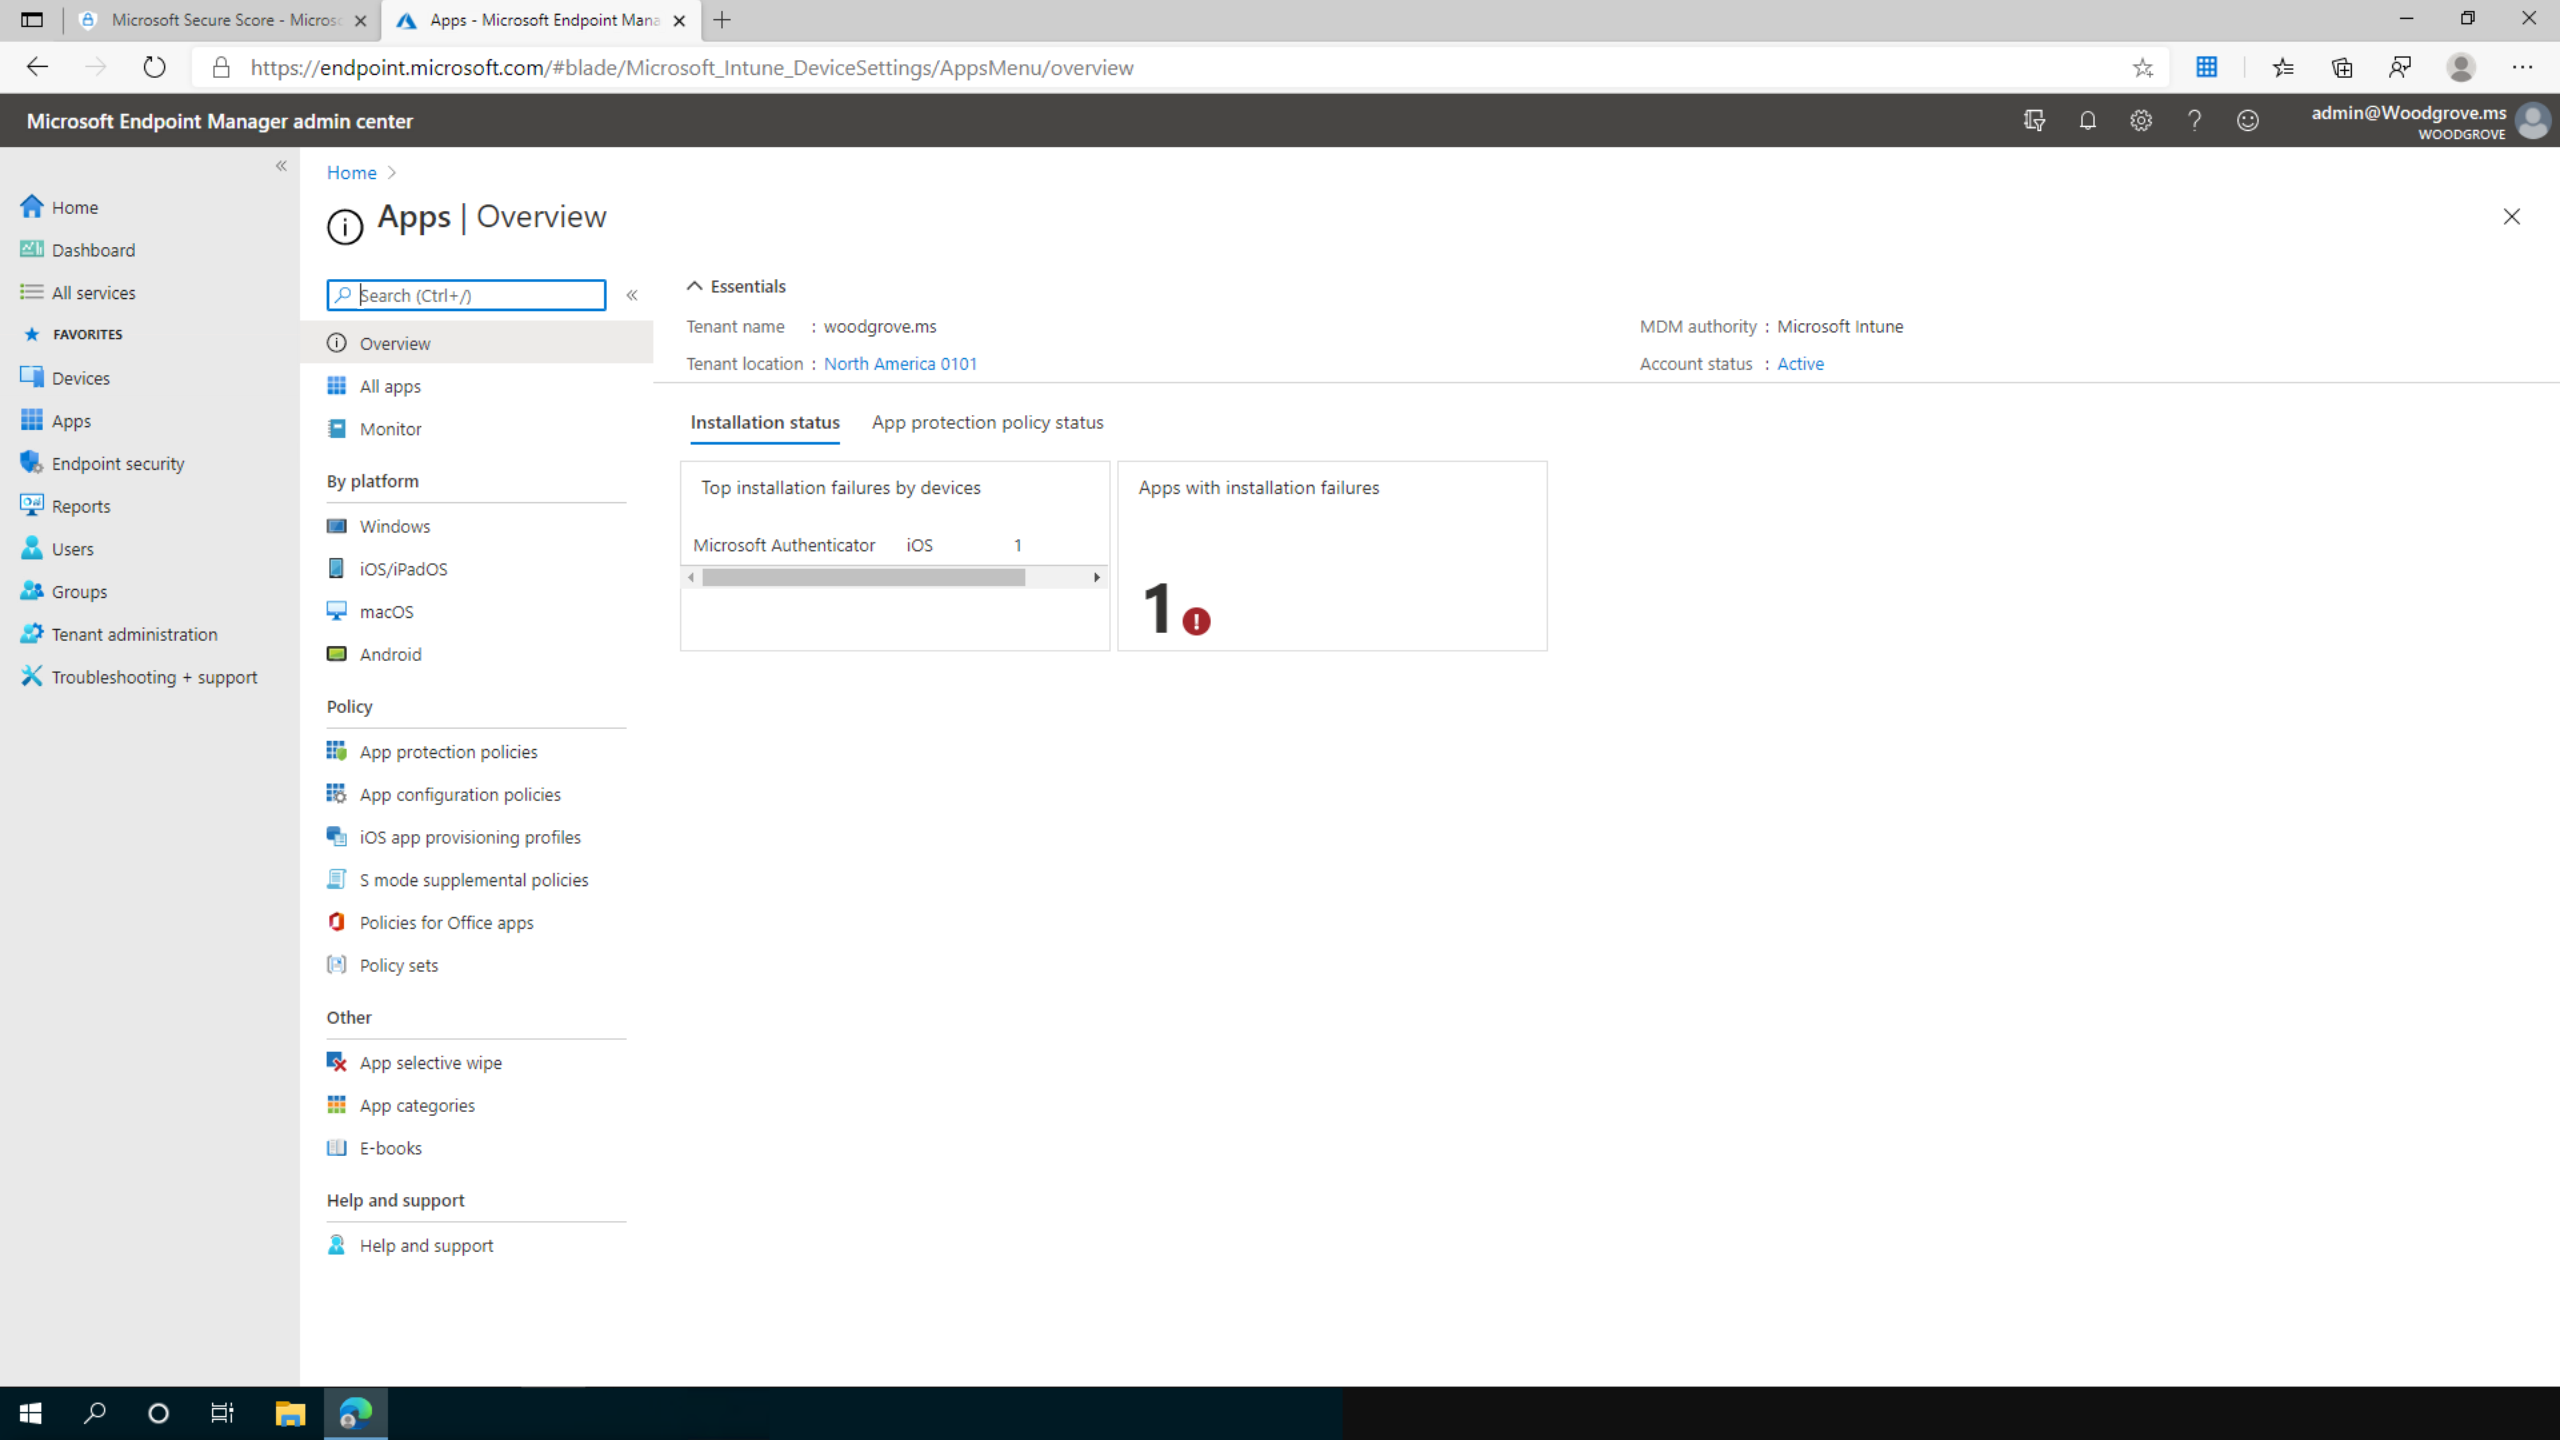 Microsoft Secure Score - Micros
Apps - Microsoft Endpoint Mana
https://endpoint.microsoft.com/#blade/Microsoft_Intune_DeviceSettings/AppsMenu/overview
Microsoft Endpoint Manager admin center
admin@Woodgrove.ms
WOODGROVE
Home
Dashboard
All services
FAVORITES
Devices
Apps
Endpoint security
Reports
Users
Groups
Tenant administration
Troubleshooting + support
Home
Apps | Overview
Search (Ctrl+/)
Overview
All apps
Monitor
By platform
Windows
iOS/iPadOS
macOS
Android
Policy
App protection policies
App configuration policies
iOS app provisioning profiles
S mode supplemental policies
Policies for Office apps
Policy sets
Other
App selective wipe
App categories
E-books
Help and support
Help and support
Essentials
Tenant name : woodgrove.ms
Tenant location : North America 0101
MDM authority : Microsoft Intune
Account status : Active
Installation status
App protection policy status
Top installation failures by devices
Microsoft Authenticator iOS 1
Apps with installation failures
1